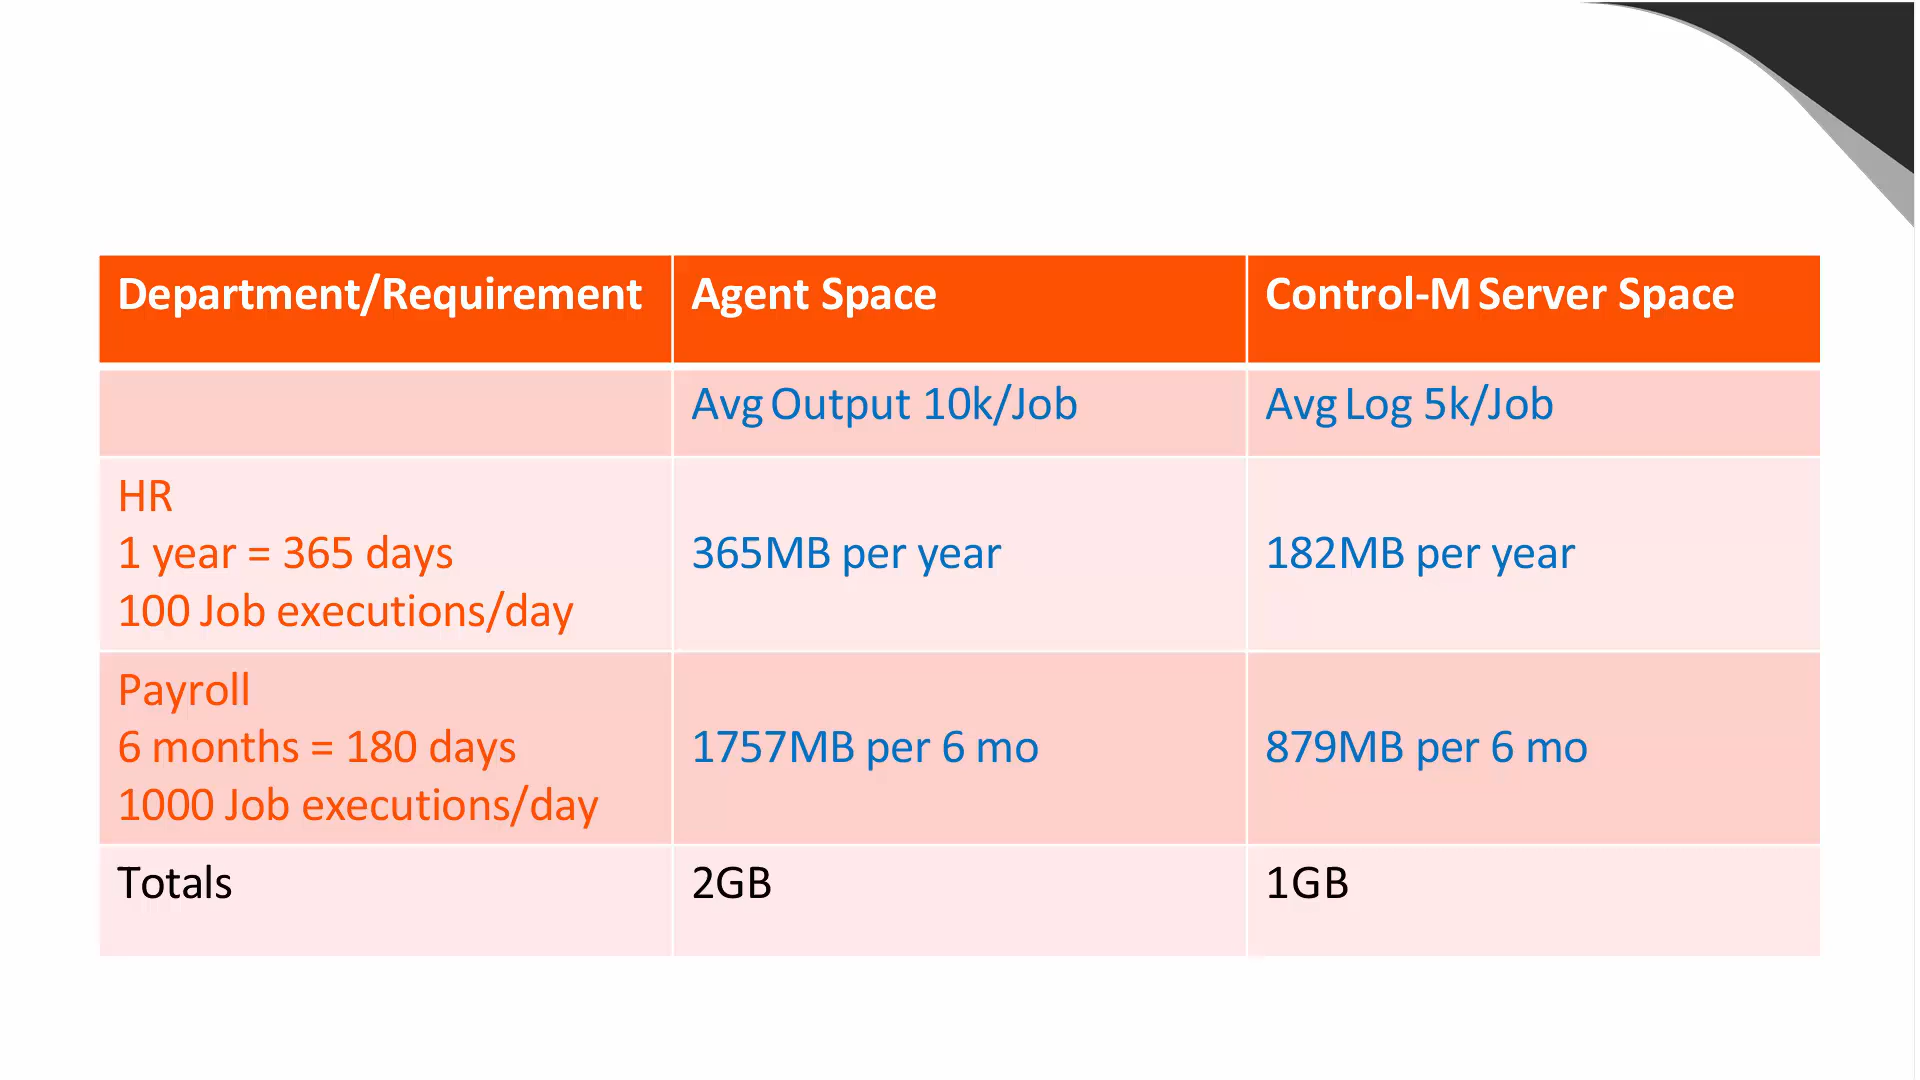 Department/Requirement
Agent Space
Control-M Server Space
Avg Output 10k/Job
Avg Log 5k/Job
HR
1 year = 365 days
100 Job executions/day
365MB per year
182MB per year
Payroll
6 months = 180 days
1000 Job executions/day
1757MB per 6 mo
879MB per 6 mo
Totals
2GB
1GB